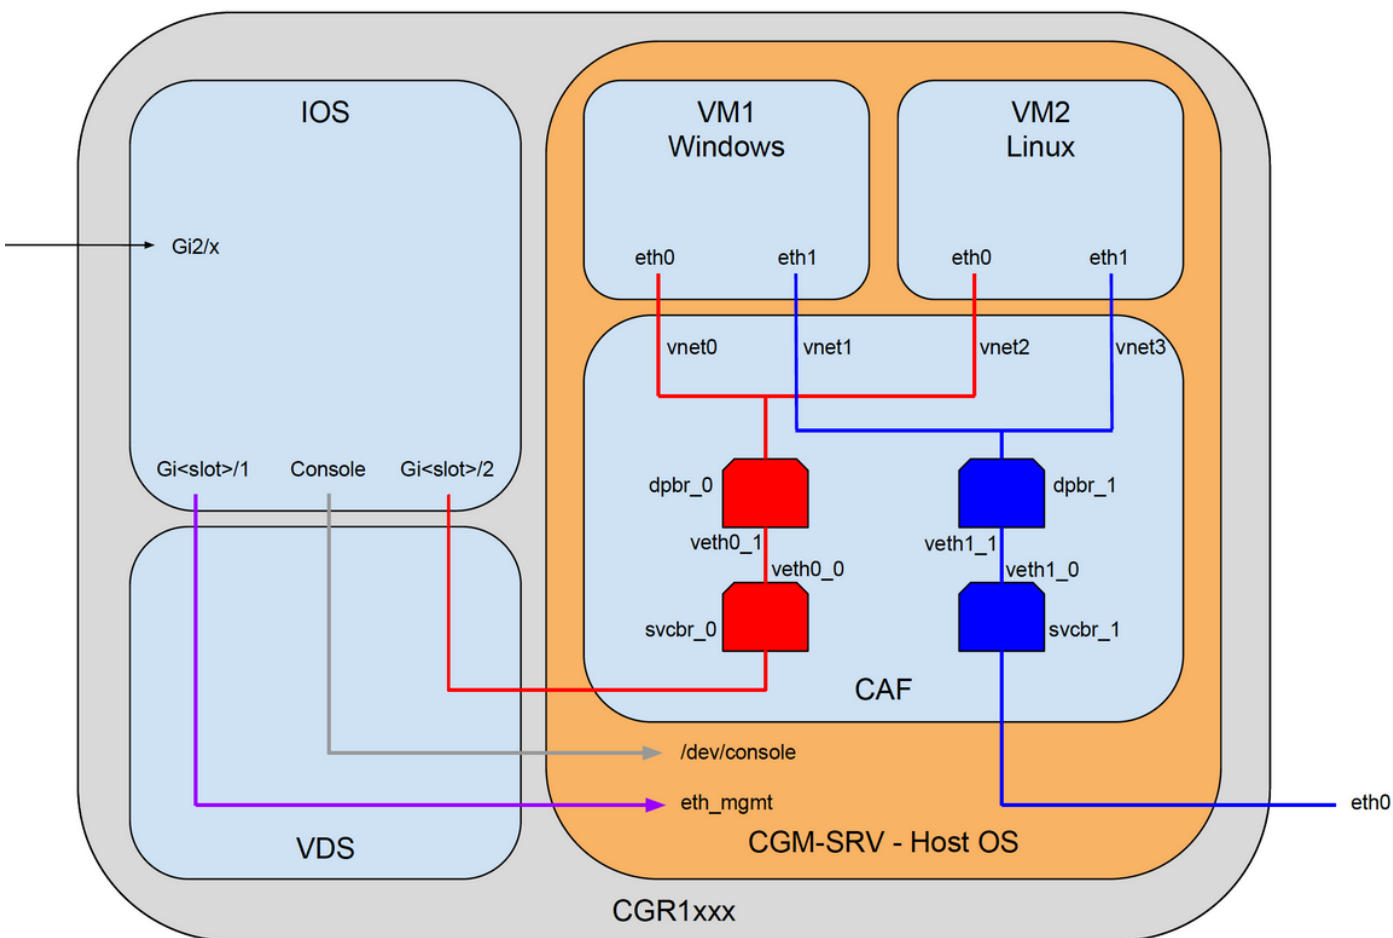 IOS
VM1
Windows
VM2
Linux
Gi2/x
eth0
eth1
eth0
eth1
vnet0
vnet1
vnet2
vnet3
Gi<slot>/1
Console
Gi<slot>/2
dpbr_0
dpbr_1
veth0_1
veth1_1
veth0_0
veth1_0
svcbr_0
svcbr_1
CAF
/dev/console
eth_mgmt
eth0
CGM-SRV - Host OS
VDS
CGR1xxx